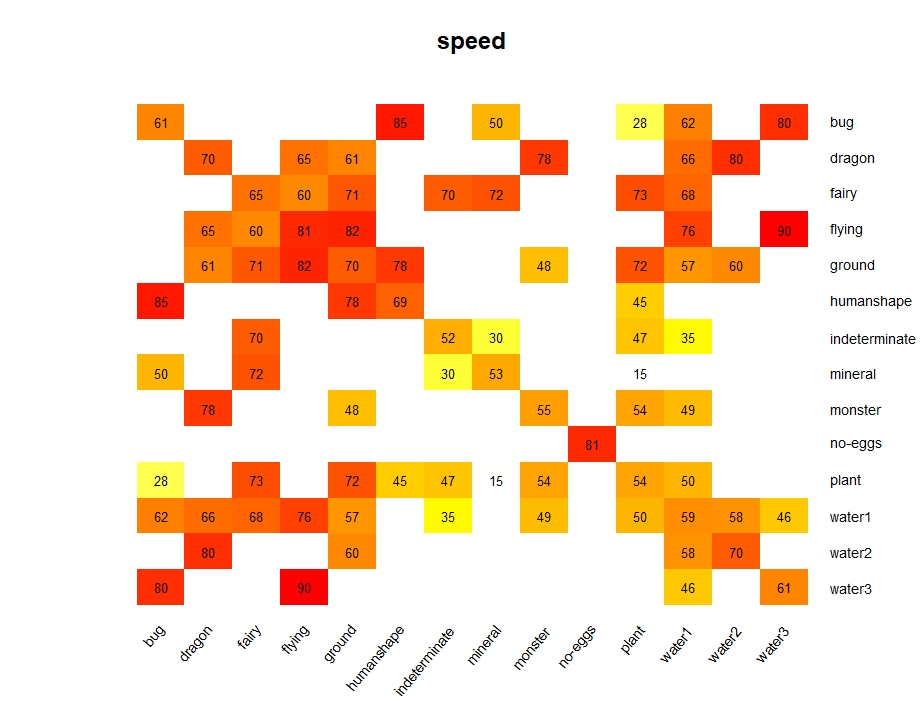 speed
61 85 50 28 62 80 bug
70 65 61 78 66 80 dragon
65 60 71 70 72 73 68 fairy
65 60 81 82 76 90 flying
61 71 82 70 78 48 72 57 60 ground
85 78 69 45 humanshape
70 52 30 47 35 indeterminate
50 72 30 53 15 mineral
78 48 55 54 49 monster
81 no-eggs
28 73 72 45 47 15 54 54 50 plant
62 66 68 76 57 35 49 50 59 58 46 water1
80 60 58 70 water2
80 90 46 61 water3
bug dragon fairy flying ground humanshape indeterminate mineral monster no-eggs plant water1 water2 water3